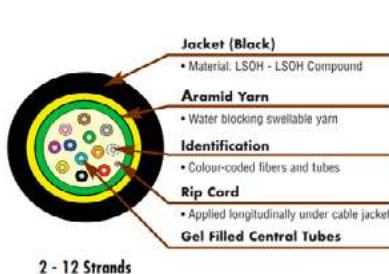 Jacket (Black)
• Material: LSOH - LSOH Compound
Aramid Yarn
• Water blocking swellable yarn
Identification
• Colour-coded fibers and tubes
Rip Cord
• Applied longitudinally under cable jacket
Gel Filled Central Tubes
2 - 12 Strands